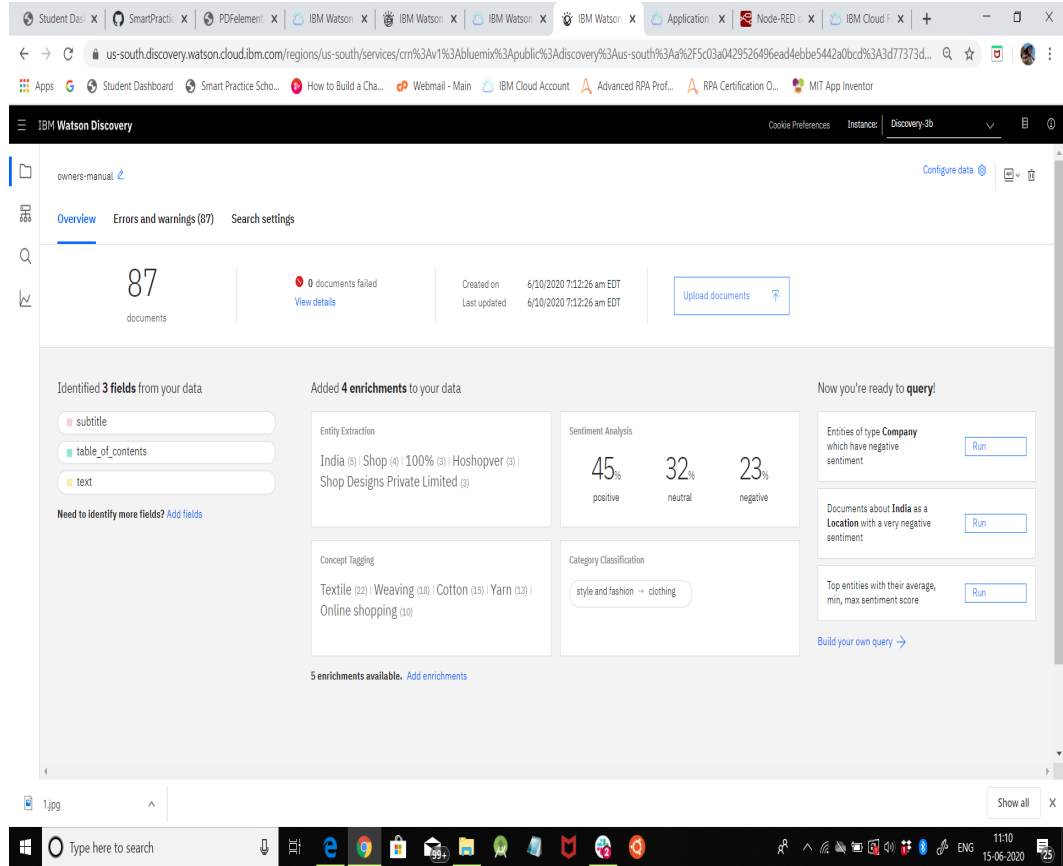 Student Das
SmartPractic
PDFelement
IBM Watson
IBM Watson
IBM Watson
IBM Watson
Application
Node-RED o
IBM Cloud F
us-south.discovery.watson.cloud.ibm.com/regions/us-south/services/crn%3Av1%3Abluemix%3Apublic%3Adiscovery%3Aus-south%3Aa%2F5c03a0429526496ead4ebbe5442a0bcd%3A3d77373d...
Apps
Student Dashboard
Smart Practice Scho...
How to Build a Cha...
Webmail - Main
IBM Cloud Account
Advanced RPA Prof...
RPA Certification O...
MIT App Inventor
IBM Watson Discovery
Cookie Preferences
Instance:
Discovery-3b
owners-manual
Configure data
Overview
Errors and warnings (87)
Search settings
87
documents
0 documents failed
View details
Created on 6/10/2020 7:12:26 am EDT
Last updated 6/10/2020 7:12:26 am EDT
Upload documents
Identified 3 fields from your data
subtitle
table_of_contents
text
Need to identify more fields? Add fields
Added 4 enrichments to your data
Entity Extraction
India (5) | Shop (4) | 100% (3) | Hoshopver (3) |
Shop Designs Private Limited (3)
Sentiment Analysis
45% 32% 23%
positive neutral negative
Concept Tagging
Textile (22) | Weaving (18) | Cotton (15) | Yarn (13) |
Online shopping (10)
Category Classification
style and fashion → clothing
5 enrichments available. Add enrichments
Now you're ready to query!
Entities of type Company
which have negative
sentiment
Run
Documents about India as a
Location with a very negative
sentiment
Run
Top entities with their average,
min, max sentiment score
Run
Build your own query →
1.jpg
Show all
Type here to search
99+
2
ENG
11:10
15-06-2020